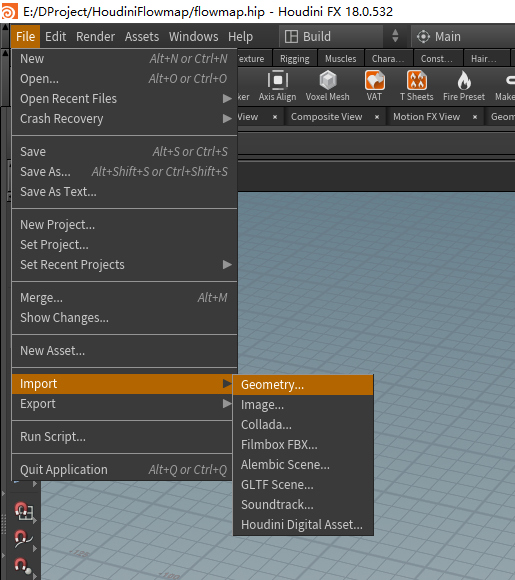 E:/DProject/HoudiniFlowmap/flowmap.hip - Houdini FX 18.0.532
File Edit Render Assets Windows Help Build Main
New Alt+N or Ctrl+N
exture Rigging Muscles Chara... Const... Hair...
Open... Alt+O or Ctrl+O
Open Recent Files
ker Axis Align Voxel Mesh VAT T Sheets Fire Preset Make
Crash Recovery
View Composite View Motion FX View Geom
Save Alt+S or Ctrl+S
Save As... Alt+Shift+S or Ctrl+Shift+S
Save As Text...
New Project...
Set Project...
Set Recent Projects
Merge... Alt+M
Show Changes...
New Asset...
Import
Geometry...
Export
Image...
Collada...
Run Script...
Filmbox FBX...
Quit Application Alt+Q or Ctrl+Q
Alembic Scene...
GLTF Scene...
Soundtrack...
Houdini Digital Asset...